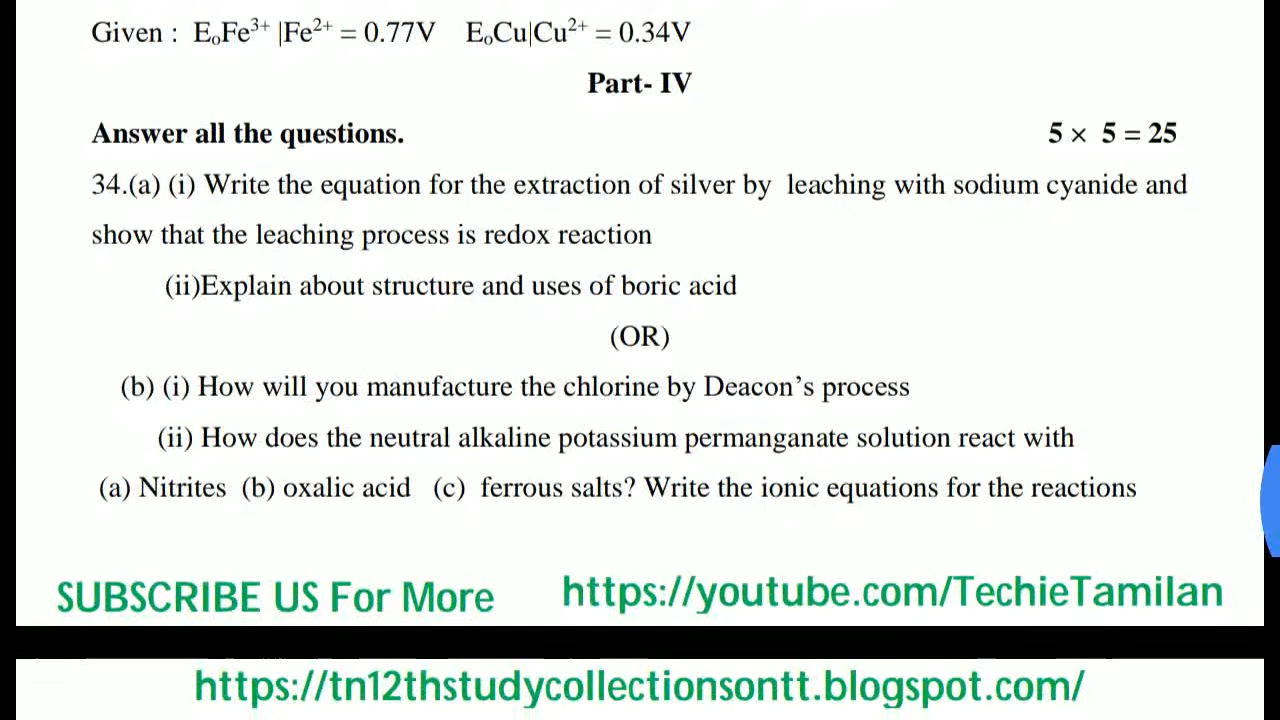 Given : EₒFe³⁺ |Fe²⁺ = 0.77V EₒCu|Cu²⁺ = 0.34V
Part- IV
Answer all the questions. 5 × 5 = 25
34.(a) (i) Write the equation for the extraction of silver by leaching with sodium cyanide and
show that the leaching process is redox reaction
(ii)Explain about structure and uses of boric acid
(OR)
(b) (i) How will you manufacture the chlorine by Deacon’s process
(ii) How does the neutral alkaline potassium permanganate solution react with
(a) Nitrites (b) oxalic acid (c) ferrous salts? Write the ionic equations for the reactions
SUBSCRIBE US For More https://youtube.com/TechieTamilan
https://tn12thstudycollectionsontt.blogspot.com/